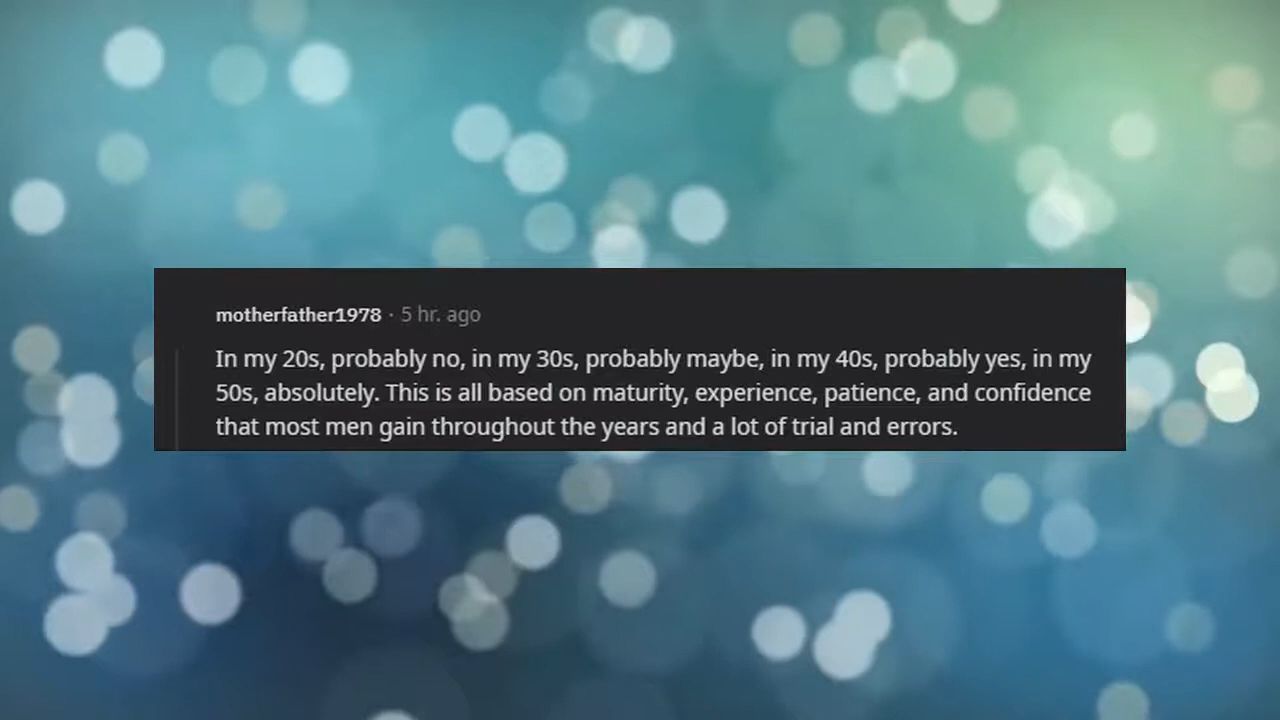 motherfather1978 · 5 hr. ago
In my 20s, probably no, in my 30s, probably maybe, in my 40s, probably yes, in my
50s, absolutely. This is all based on maturity, experience, patience, and confidence
that most men gain throughout the years and a lot of trial and errors.